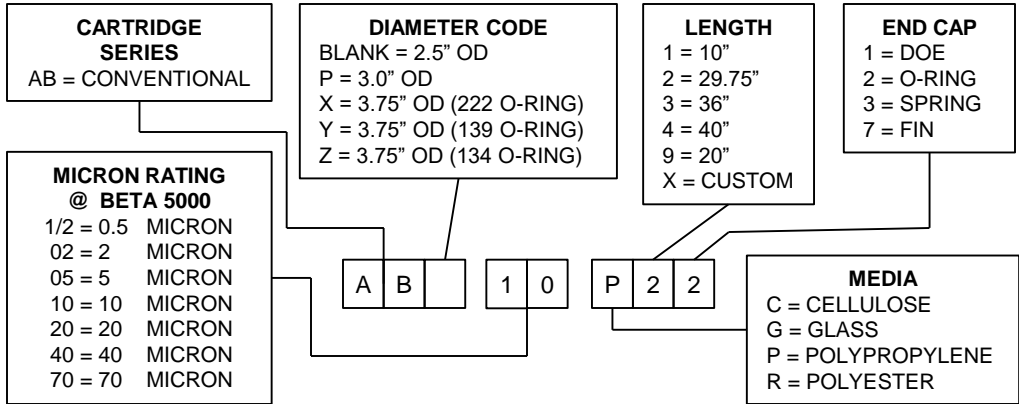 CARTRIDGE
SERIES
AB = CONVENTIONAL
DIAMETER CODE
BLANK = 2.5” OD
P = 3.0” OD
X = 3.75” OD (222 O-RING)
Y = 3.75” OD (139 O-RING)
Z = 3.75” OD (134 O-RING)
LENGTH
1 = 10”
2 = 29.75”
3 = 36”
4 = 40”
9 = 20”
X = CUSTOM
END CAP
1 = DOE
2 = O-RING
3 = SPRING
7 = FIN
MICRON RATING
@ BETA 5000
1/2 = 0.5 MICRON
02 = 2 MICRON
05 = 5 MICRON
10 = 10 MICRON
20 = 20 MICRON
40 = 40 MICRON
70 = 70 MICRON
A B 1 0 P 2 2
MEDIA
C = CELLULOSE
G = GLASS
P = POLYPROPYLENE
R = POLYESTER